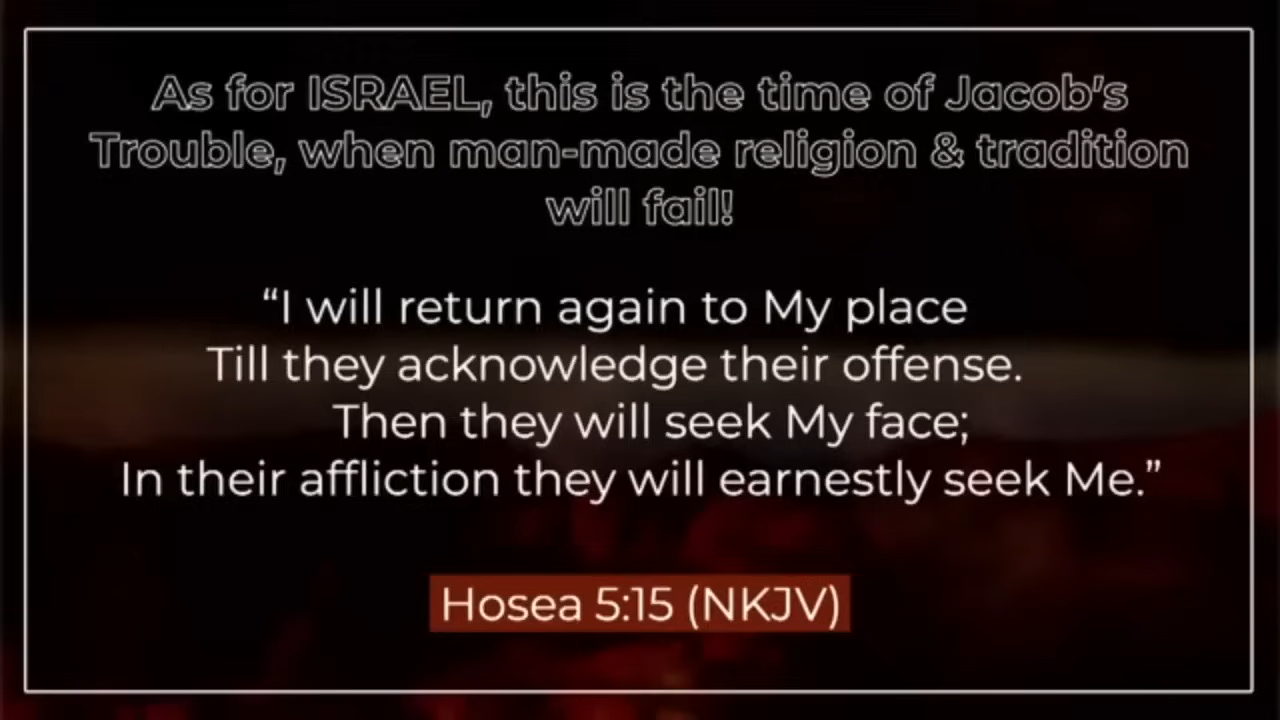 As for ISRAEL, this is the time of Jacob's
Trouble, when man-made religion & tradition
will fail!
“I will return again to My place
Till they acknowledge their offense.
Then they will seek My face;
In their affliction they will earnestly seek Me.”
Hosea 5:15 (NKJV)